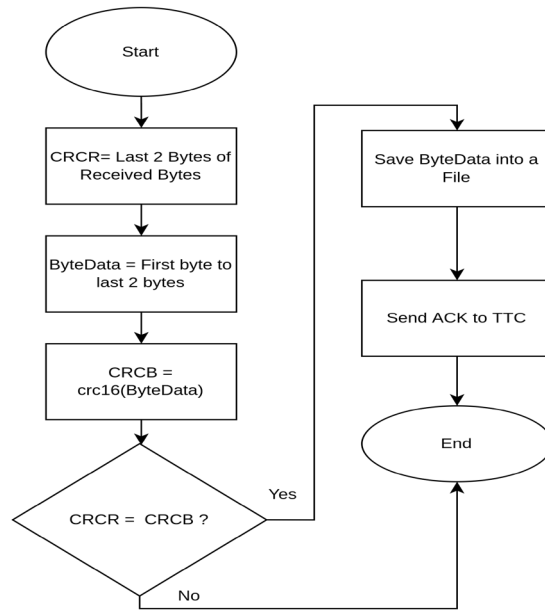 Start
CRCR= Last 2 Bytes of
Received Bytes
ByteData = First byte to
last 2 bytes
CRCB =
crc16(ByteData)
CRCR =  CRCB ?
Yes
No
Save ByteData into a
File
Send ACK to TTC
End